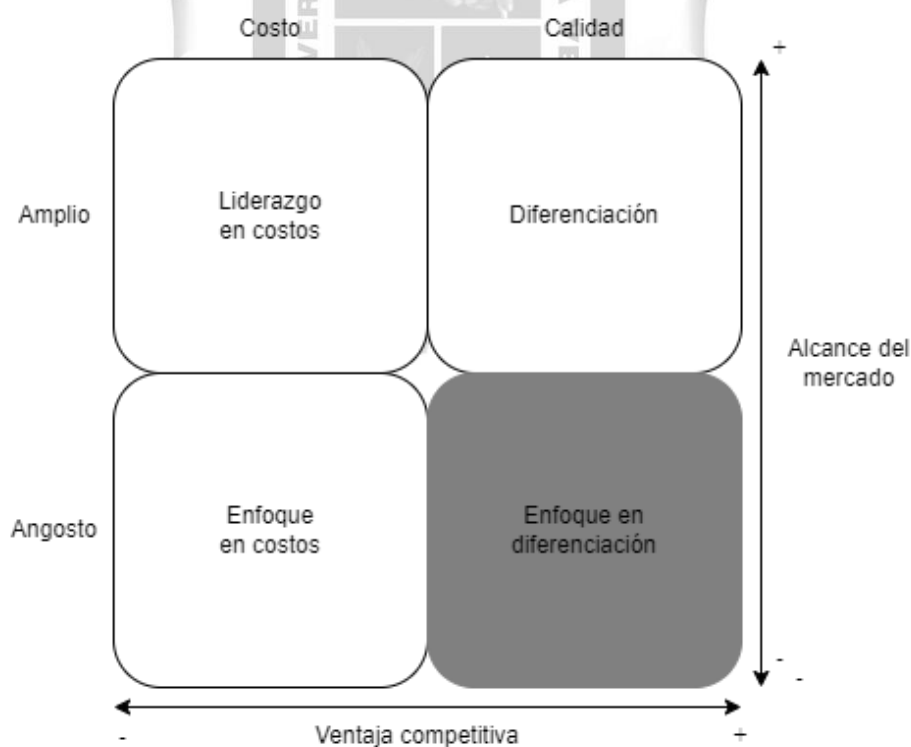 Costo
Calidad
+
Amplio
Liderazgo
en costos
Diferenciación
Alcance del
mercado
Angosto
Enfoque
en costos
Enfoque en
diferenciación
-
-
-
Ventaja competitiva
+